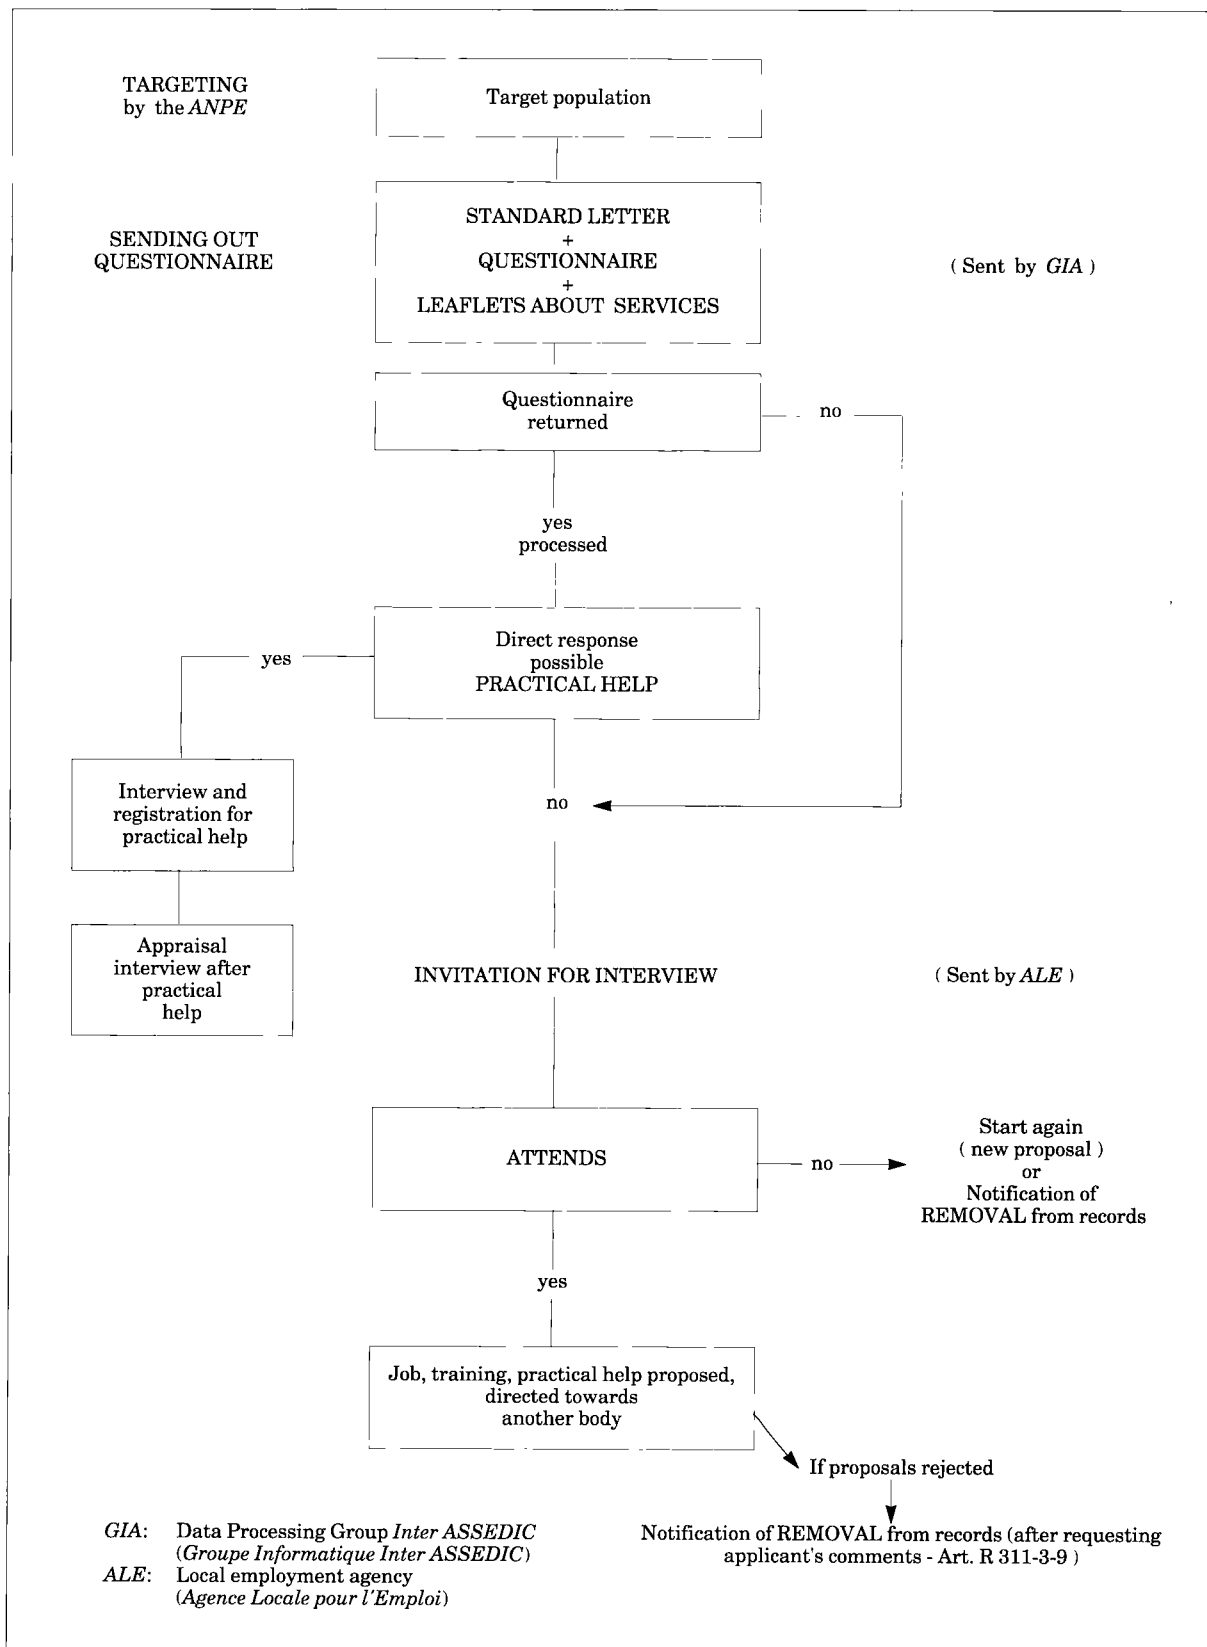 TARGETING
by the ANPE
Target population
SENDING OUT
QUESTIONNAIRE
STANDARD LETTER
+
QUESTIONNAIRE
+
LEAFLETS ABOUT SERVICES
( Sent by GIA )
Questionnaire
returned
no
yes
processed
Direct response
possible
PRACTICAL HELP
yes
Interview and
registration for
practical help
no
Appraisal
interview after
practical
help
INVITATION FOR INTERVIEW
( Sent by ALE )
ATTENDS
no
Start again
( new proposal )
or
Notification of
REMOVAL from records
yes
Job, training, practical help proposed,
directed towards
another body
If proposals rejected
Notification of REMOVAL from records (after requesting
applicant's comments - Art. R 311-3-9 )
GIA: Data Processing Group Inter ASSEDIC
(Groupe Informatique Inter ASSEDIC)
ALE: Local employment agency
(Agence Locale pour l'Emploi)